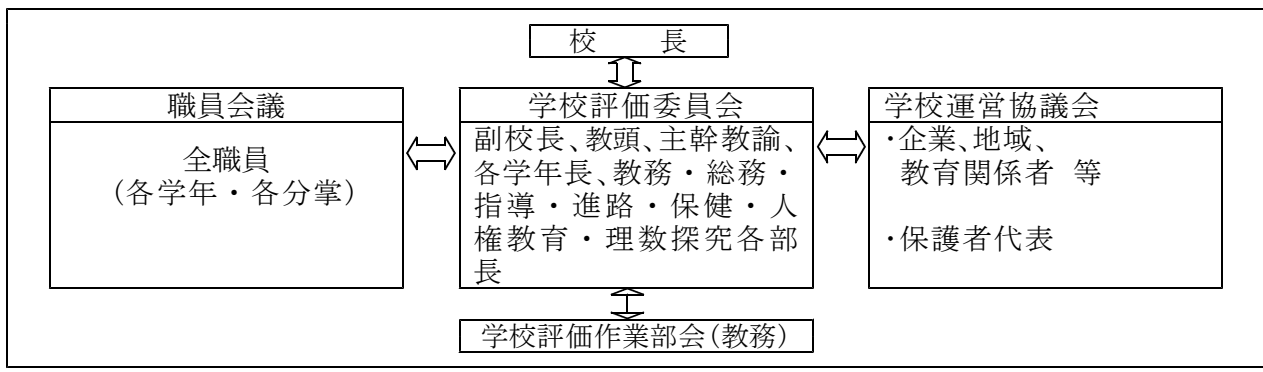 校　　長
職員会議
全職員
(各学年・各分掌)
学校評価委員会
副校長、教頭、主幹教諭、
各学年長、教務・総務・
指導・進路・保健・人
権教育・理数探究各部
長
学校運営協議会
・企業、地域、
教育関係者　等
・保護者代表
学校評価作業部会(教務)